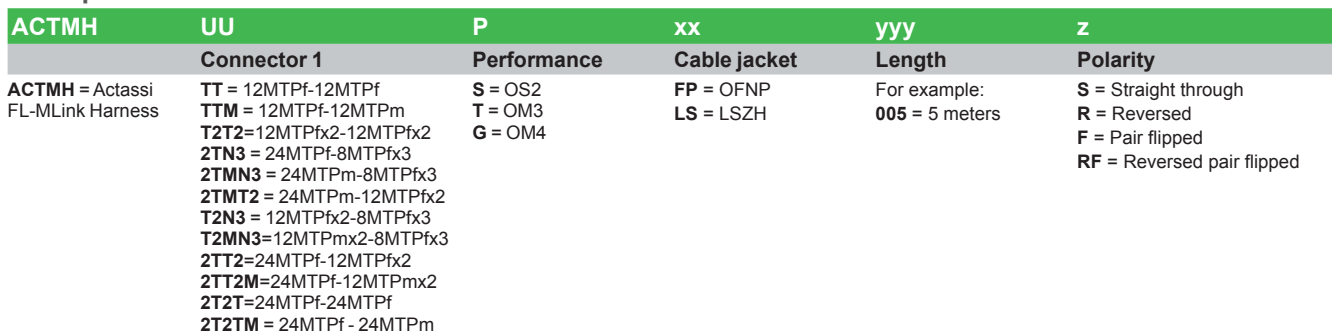 ACTMH UU P xx yyy z
Connector 1 Performance Cable jacket Length Polarity
ACTMH = Actassi TT = 12MTPf-12MTPf S = OS2 FP = OFNP For example: S = Straight through
FL-MLink Harness TTM = 12MTPf-12MTPm T = OM3 LS = LSZH 005 = 5 meters R = Reversed
T2T2=12MTPfx2-12MTPfx2 G = OM4 F = Pair flipped
2TN3 = 24MTPf-8MTPfx3 RF = Reversed pair flipped
2TMN3 = 24MTPm-8MTPfx3
2TMT2 = 24MTPm-12MTPfx2
T2N3 = 12MTPfx2-8MTPfx3
T2MN3=12MTPmx2-8MTPfx3
2TT2=24MTPf-12MTPfx2
2TT2M=24MTPf-12MTPmx2
2T2T=24MTPf-24MTPf
2T2TM = 24MTPf - 24MTPm